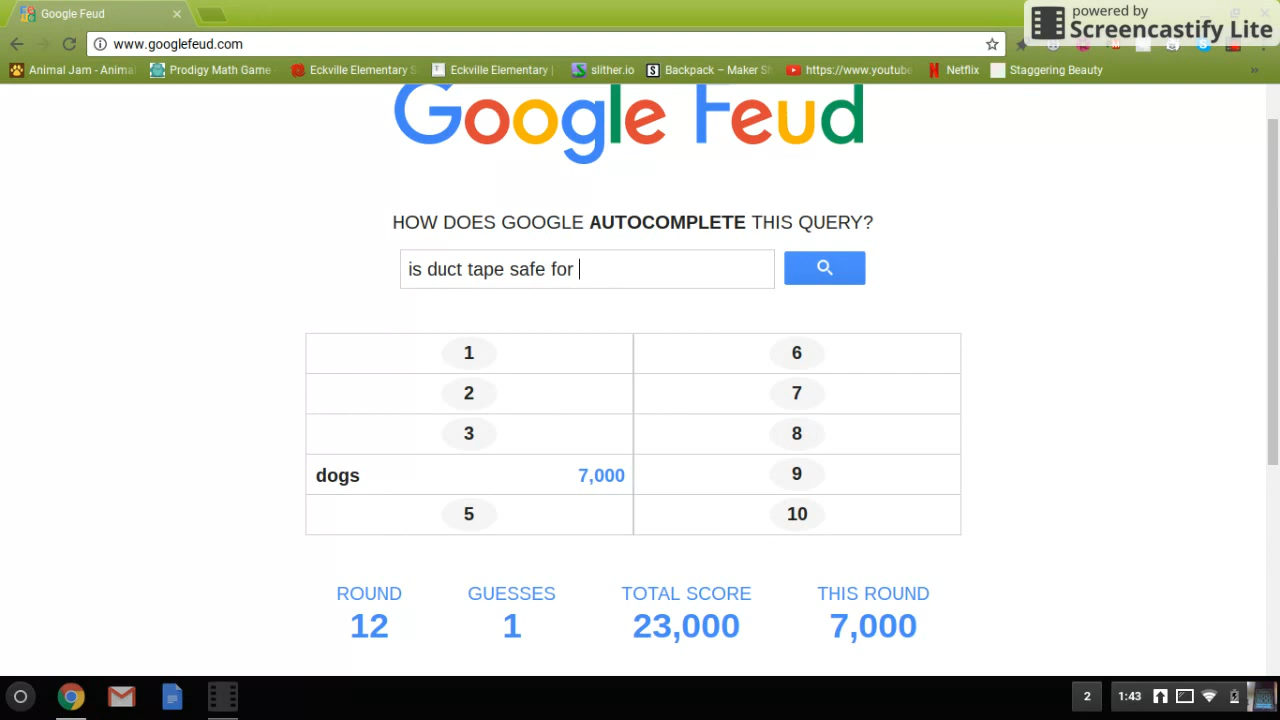 Google Feud
powered by
Screencastify Lite
www.googlefeud.com
Animal Jam - Anima
Prodigy Math Game
Eckville Elementary S
Eckville Elementary |
slither.io
Backpack – Maker Sh
https://www.youtube
Netflix
Staggering Beauty
»
Google Feud
HOW DOES GOOGLE AUTOCOMPLETE THIS QUERY?
is duct tape safe for
1 6
2 7
3 8
dogs 7,000 9
5 10
ROUND GUESSES TOTAL SCORE THIS ROUND
12 1 23,000 7,000
2 1:43